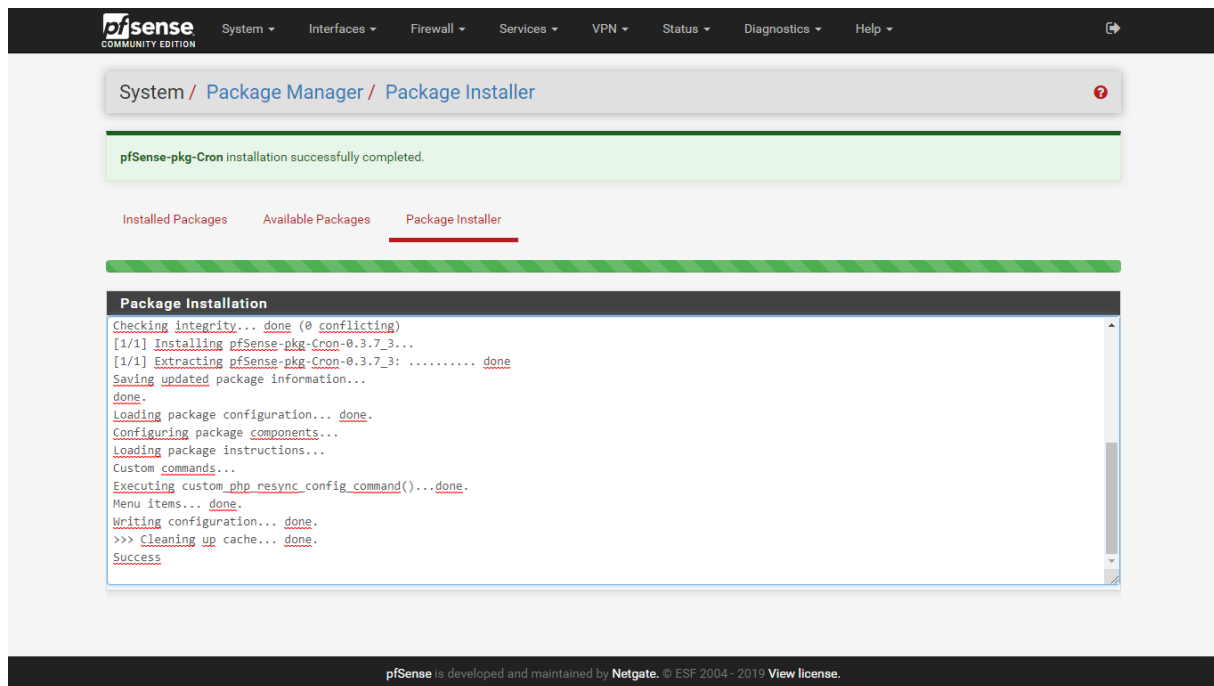 pfsense
COMMUNITY EDITION
System Interfaces Firewall Services VPN Status Diagnostics Help
System / Package Manager / Package Installer
pfSense-pkg-Cron installation successfully completed.
Installed Packages Available Packages Package Installer
Package Installation
Checking integrity... done (0 conflicting)
[1/1] Installing pfSense-pkg-Cron-0.3.7_3...
[1/1] Extracting pfSense-pkg-Cron-0.3.7_3: .......... done
Saving updated package information...
done.
Loading package configuration... done.
Configuring package components...
Loading package instructions...
Custom commands...
Executing custom_php_resync_config_command()...done.
Menu items... done.
Writing configuration... done.
>>> Cleaning up cache... done.
Success
pfSense is developed and maintained by Netgate. © ESF 2004 - 2019 View license.